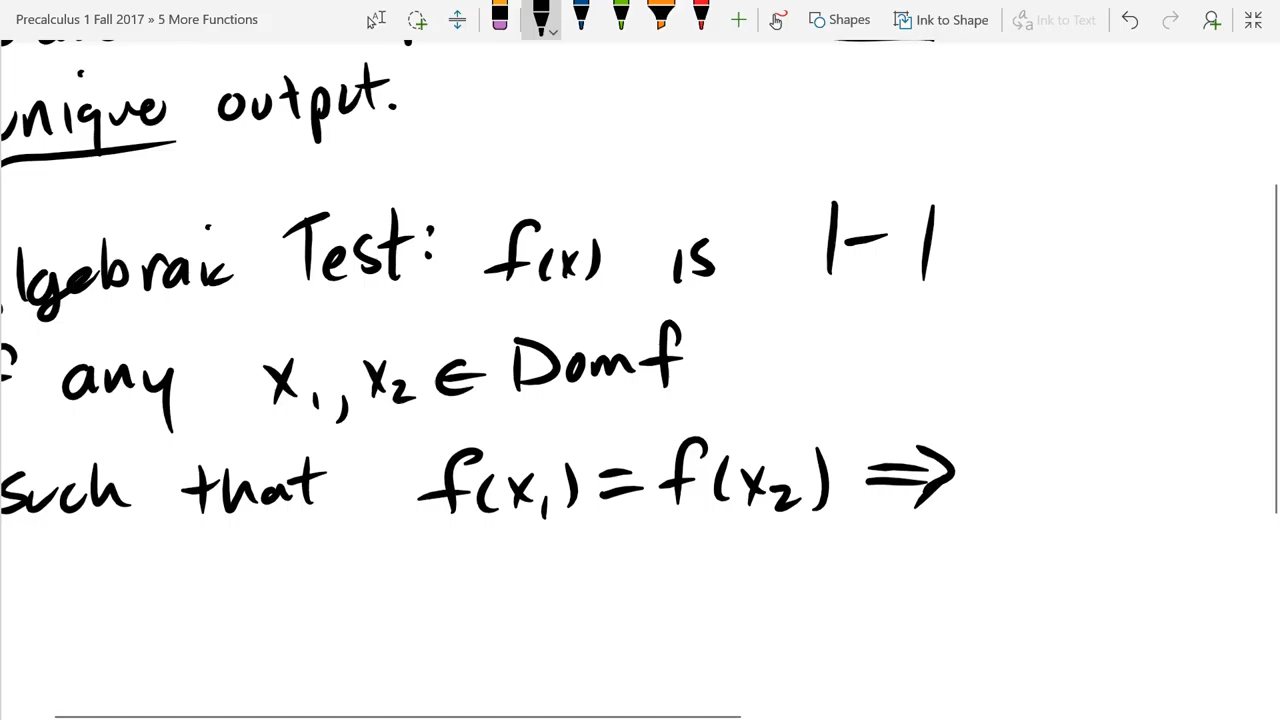 Precalculus 1 Fall 2017 » 5 More Functions Shapes Ink to Shape Ink to Text
unique output.
lgebraic Test: f(x) is 1-1
f any x₁, x₂ ∈ Dom f
such that f(x₁) = f(x₂) ⇒